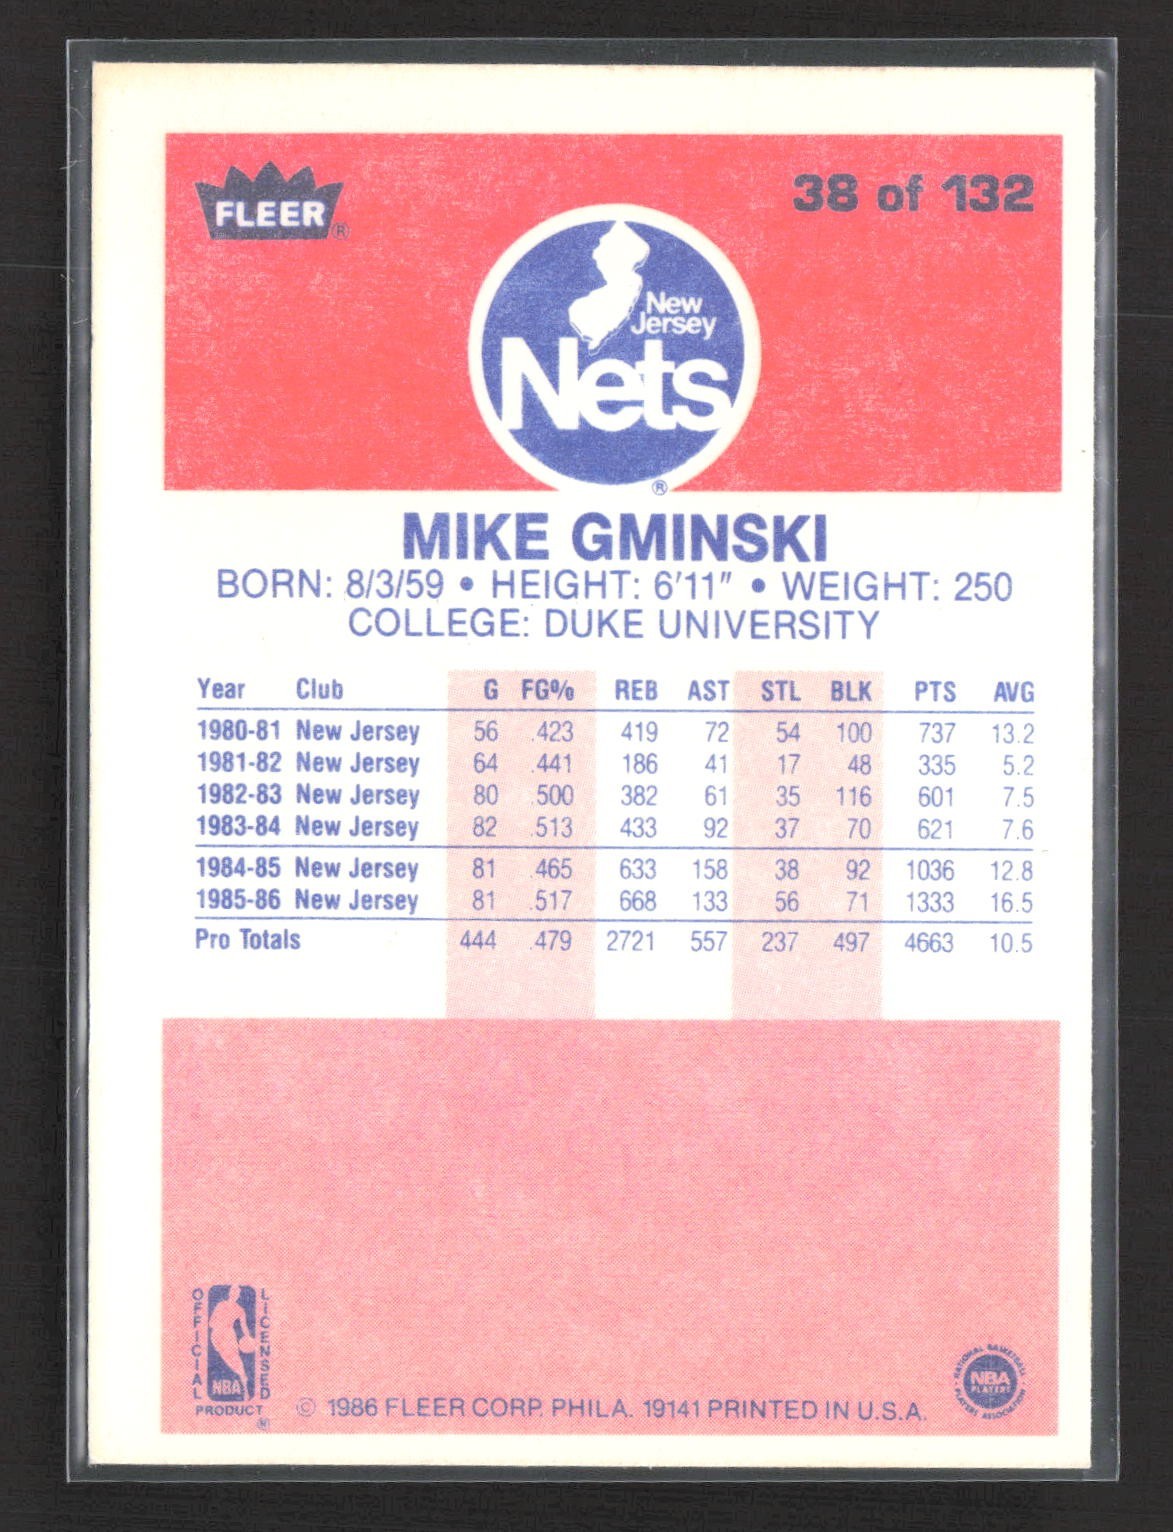 FLEER®
38 of 132
New
Jersey
Nets
®
MIKE GMINSKI
BORN: 8/3/59 • HEIGHT: 6'11" • WEIGHT: 250
COLLEGE: DUKE UNIVERSITY
Year Club G FG% REB AST STL BLK PTS AVG
1980-81 New Jersey 56 .423 419 72 54 100 737 13.2
1981-82 New Jersey 64 .441 186 41 17 48 335 5.2
1982-83 New Jersey 80 .500 382 61 35 116 601 7.5
1983-84 New Jersey 82 .513 433 92 37 70 621 7.6
1984-85 New Jersey 81 .465 633 158 38 92 1036 12.8
1985-86 New Jersey 81 .517 668 133 56 71 1333 16.5
Pro Totals 444 .479 2721 557 237 497 4663 10.5
OFFICIAL
LICENSED
NBA
PRODUCT
®
© 1986 FLEER CORP. PHILA. 19141 PRINTED IN U.S.A.
NATIONAL BASKETBALL
NBA
PLAYERS
PLAYERS ASSOCIATION